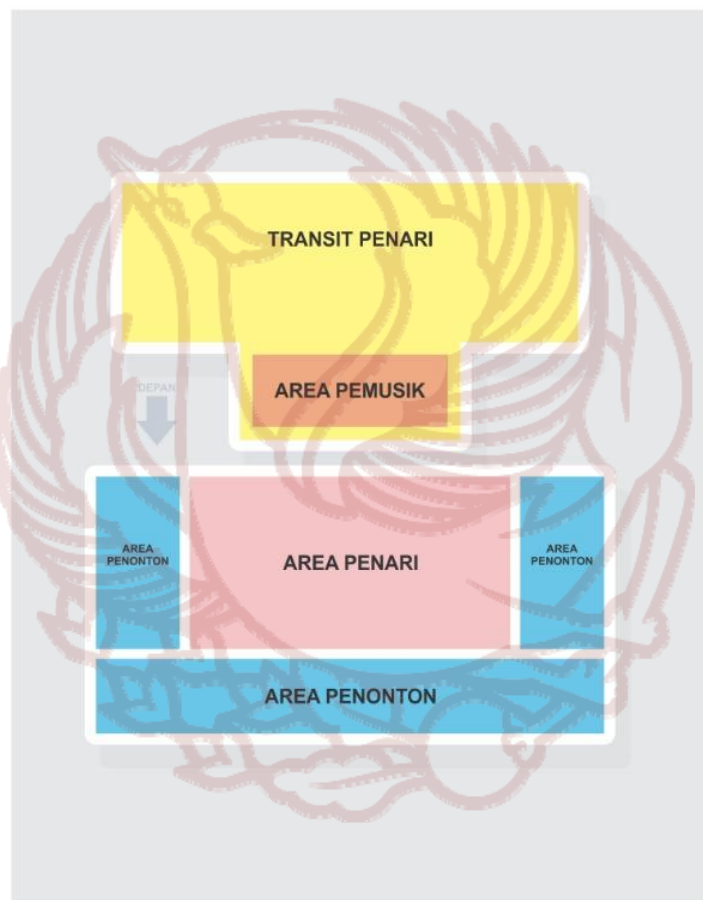 TRANSIT PENARI
AREA PEMUSIK
DEPAN
AREA
PENONTON
AREA PENARI
AREA
PENONTON
AREA PENONTON